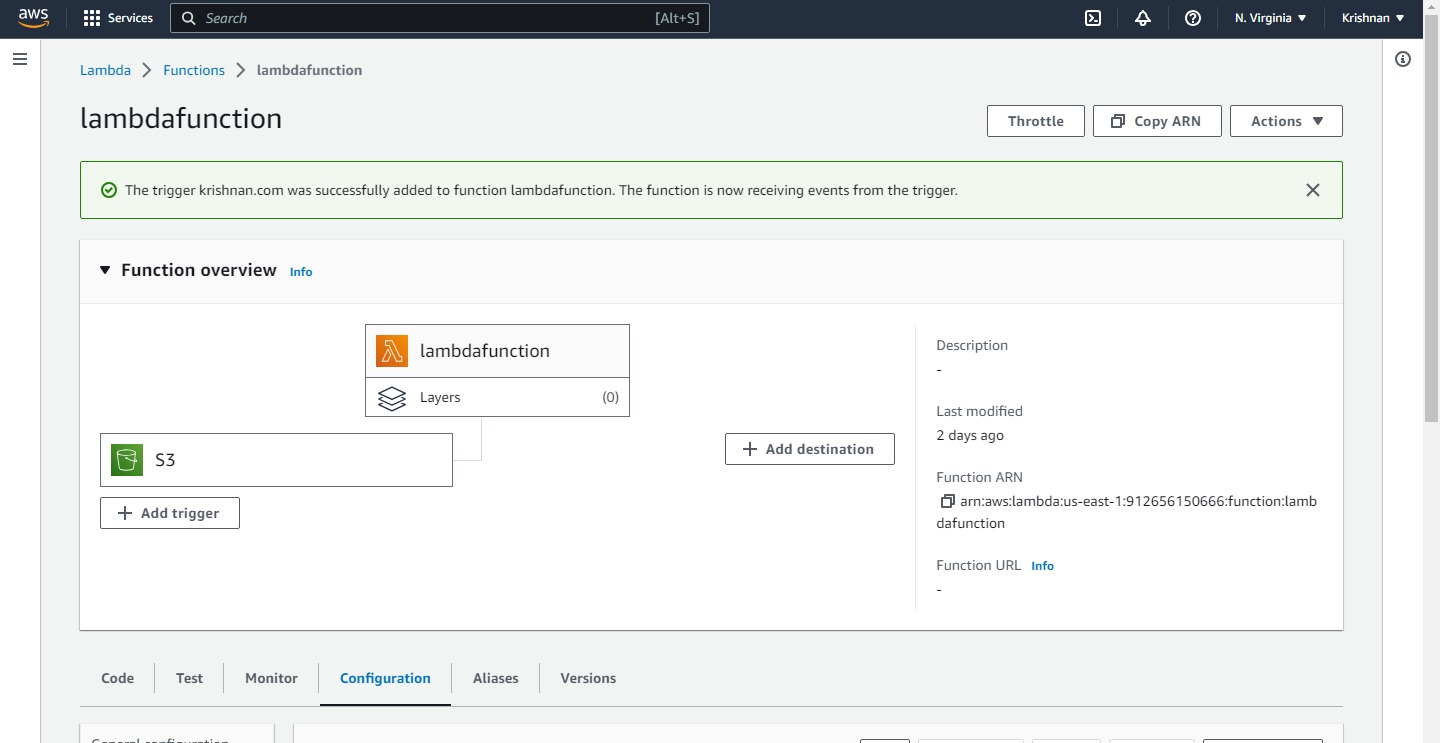 aws
Services
Search
[Alt+S]
N. Virginia
Krishnan
Lambda
Functions
lambdafunction
lambdafunction
Throttle
Copy ARN
Actions
The trigger krishnan.com was successfully added to function lambdafunction. The function is now receiving events from the trigger.
Function overview Info
lambdafunction
Layers (0)
S3
Add trigger
Add destination
Description
-
Last modified
2 days ago
Function ARN
arn:aws:lambda:us-east-1:912656150666:function:lamb
dafunction
Function URL Info
-
Code
Test
Monitor
Configuration
Aliases
Versions
General configuration